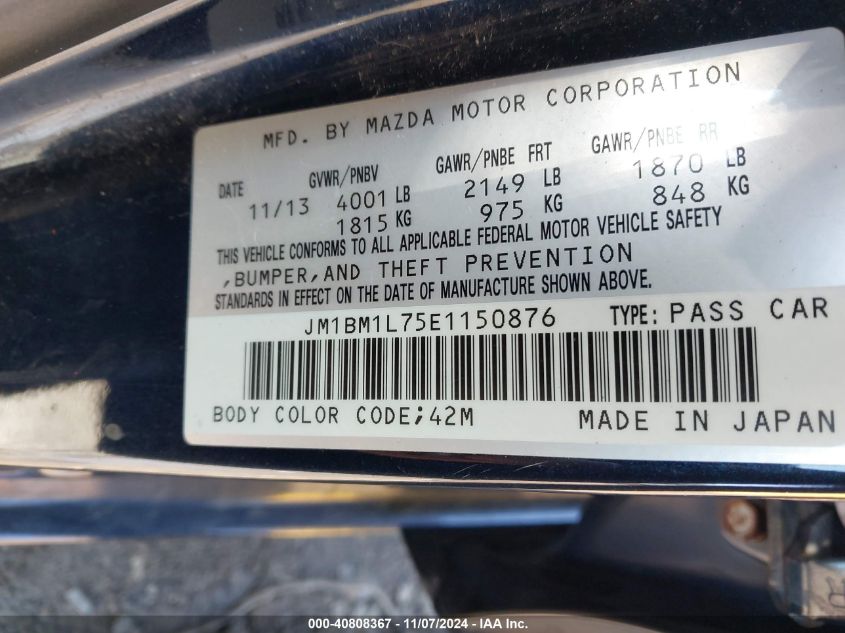 MFD. BY MAZDA MOTOR CORPORATION
DATE GVWR/PNBV GAWR/PNBE FRT GAWR/PNBE RR
11/13 4001 LB 2149 LB 1870 LB
1815 KG 975 KG 848 KG
THIS VEHICLE CONFORMS TO ALL APPLICABLE FEDERAL MOTOR VEHICLE SAFETY
,BUMPER,AND THEFT PREVENTION
STANDARDS IN EFFECT ON THE DATE OF MANUFACTURE SHOWN ABOVE.
JM1BM1L75E1150876 TYPE: PASS CAR
BODY COLOR CODE;42M MADE IN JAPAN
000-40808367 - 11/07/2024 - IAA Inc.